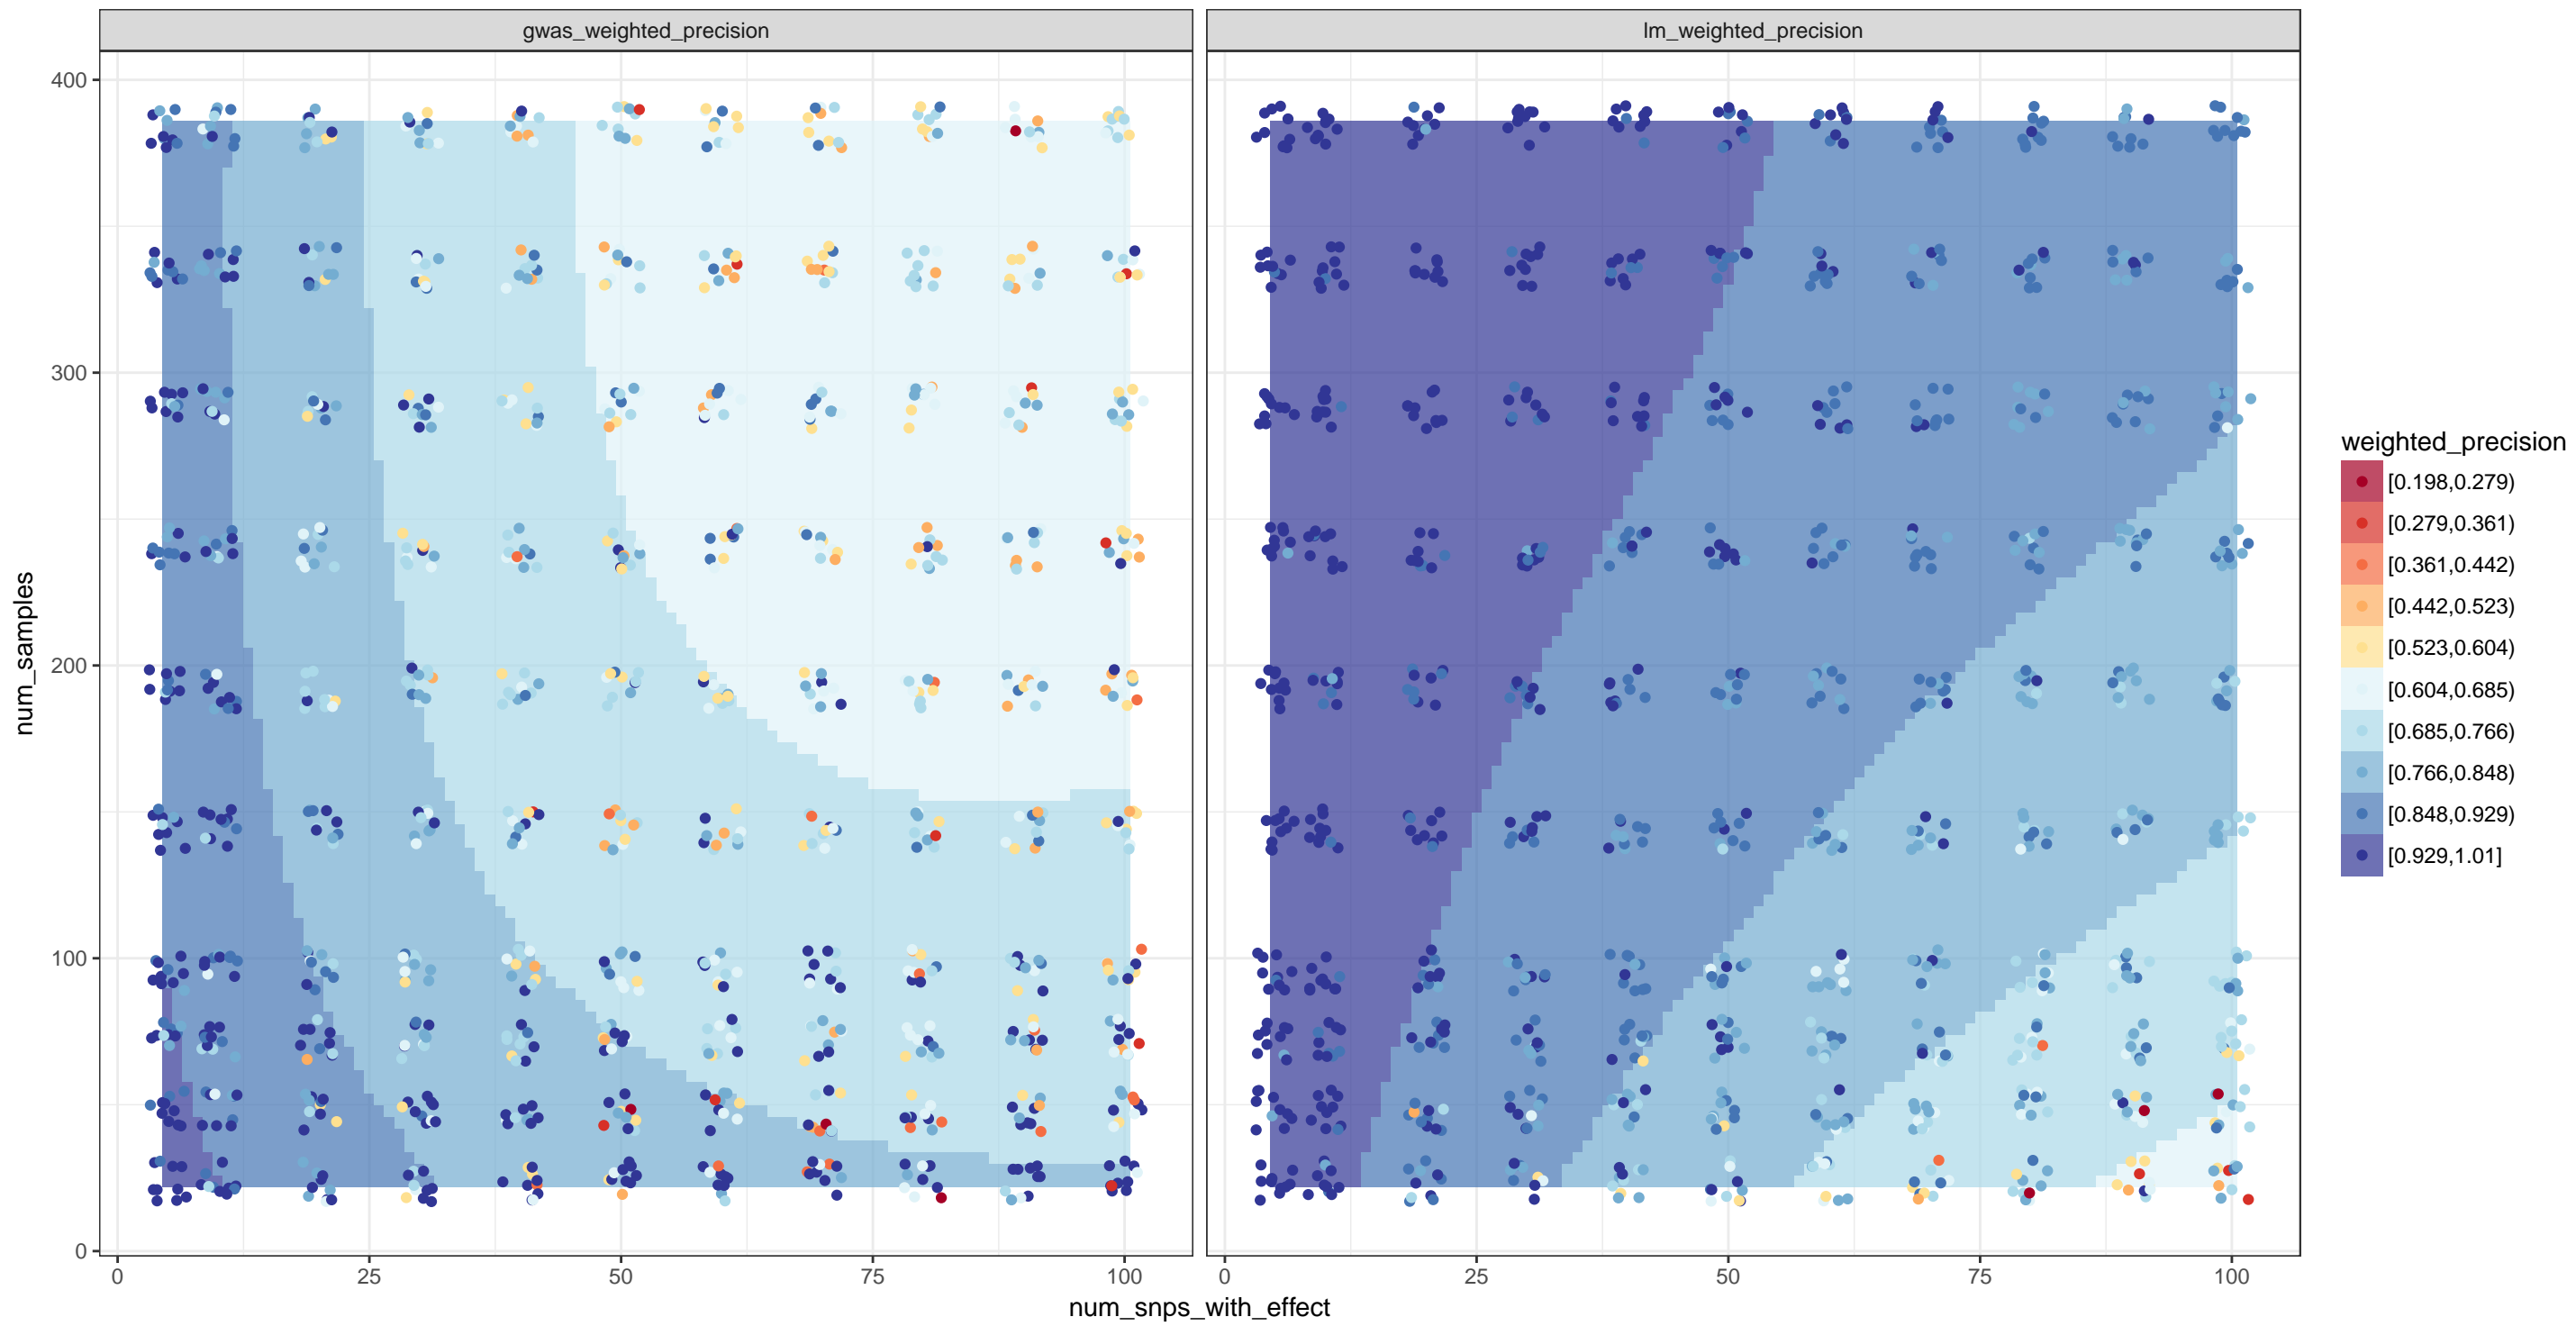 gwas_weighted_precision
lm_weighted_precision
400
300
200
100
0
num_samples
0 25 50 75 100
0 25 50 75 100
num_snps_with_effect
weighted_precision
[0.198,0.279)
[0.279,0.361)
[0.361,0.442)
[0.442,0.523)
[0.523,0.604)
[0.604,0.685)
[0.685,0.766)
[0.766,0.848)
[0.848,0.929)
[0.929,1.01]